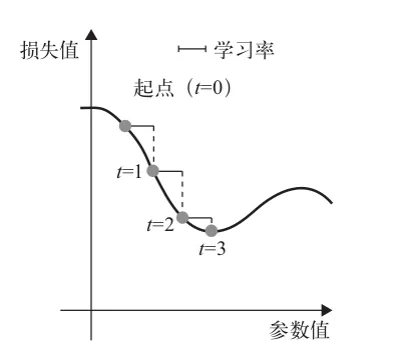 损失值
学习率
起点（t=0）
t=1
t=2
t=3
参数值